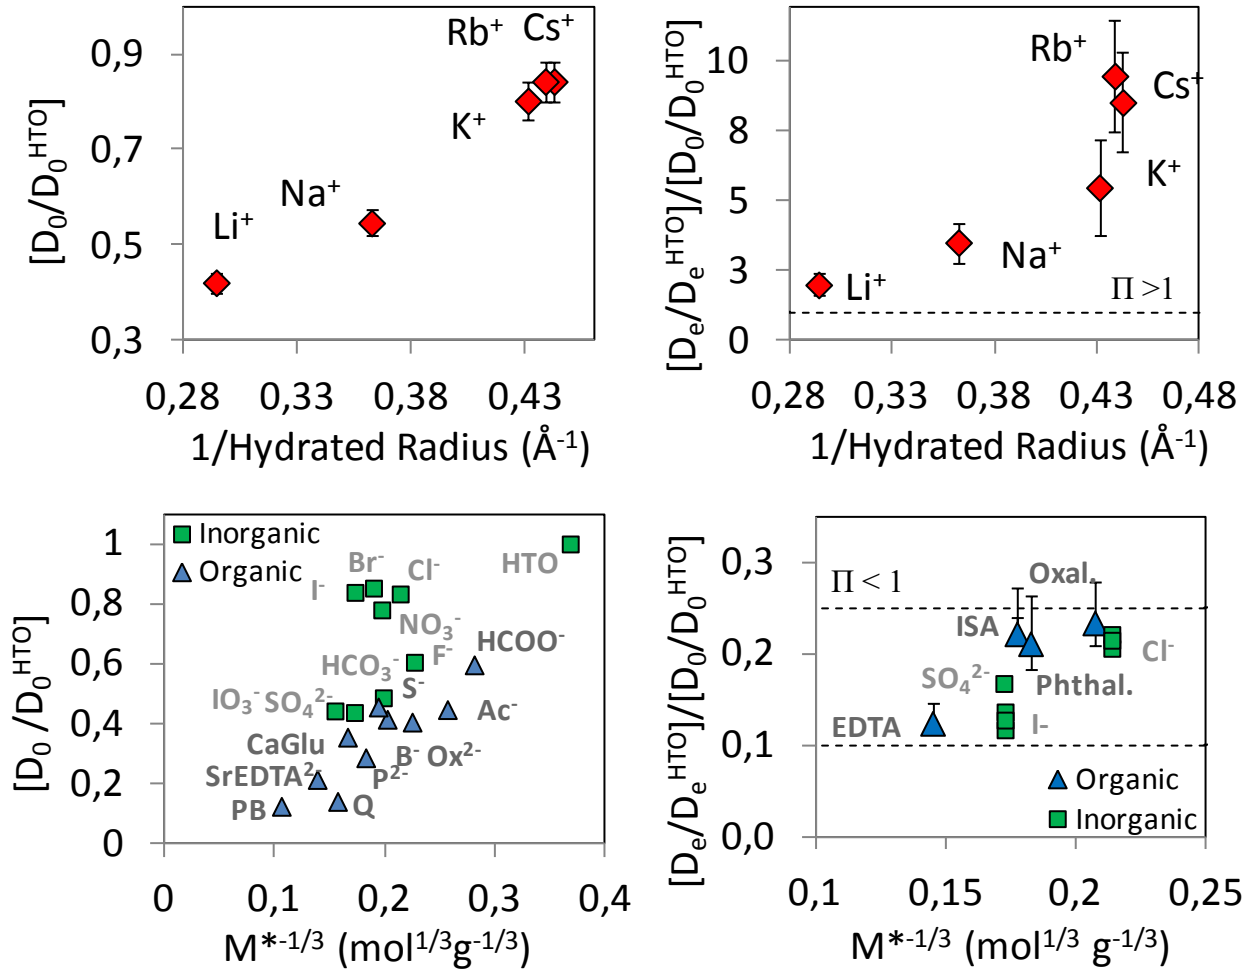 [D₀/D₀ᴴᵀᴼ]
0,9
0,7
0,5
0,3
Rb⁺ Cs⁺
K⁺
Na⁺
Li⁺
0,28 0,33 0,38 0,43
1/Hydrated Radius (Å⁻¹)
[Dₑ/Dₑᴴᵀᴼ]/[D₀/D₀ᴴᵀᴼ]
10
8
5
3
0
Rb⁺
Cs⁺
K⁺
Na⁺
Li⁺
Π >1
0,28 0,33 0,38 0,43 0,48
1/Hydrated Radius (Å⁻¹)
[D₀ /D₀ᴴᵀᴼ]
1
0,8
0,6
0,4
0,2
0
Inorganic
Organic
Br⁻
Cl⁻
HTO
I⁻
NO₃⁻
HCOO⁻
F⁻
HCO₃⁻
S⁻
IO₃⁻ SO₄²⁻
Ac⁻
CaGlu
B⁻ Ox²⁻
SrEDTA²⁻
P²⁻
PB
Q
0 0,1 0,2 0,3 0,4
M*⁻¹/³ (mol¹/³g⁻¹/³)
[Dₑ/Dₑᴴᵀᴼ]/[D₀/D₀ᴴᵀᴼ]
0,3
0,2
0,1
0,0
Π < 1
Oxal.
ISA
Cl⁻
SO₄²⁻
Phthal.
EDTA
I-
Organic
Inorganic
0,1 0,15 0,2 0,25
M*⁻¹/³ (mol¹/³ g⁻¹/³)